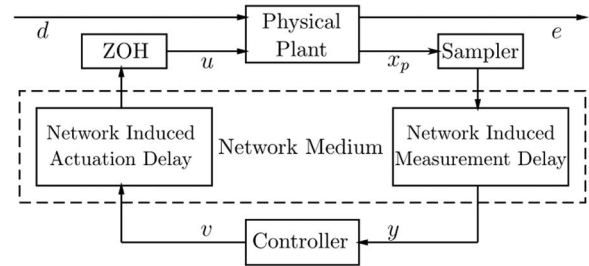 d
e
Physical
Plant
ZOH
u
x_p
Sampler
Network Induced
Actuation Delay
Network Medium
Network Induced
Measurement Delay
v
Controller
y